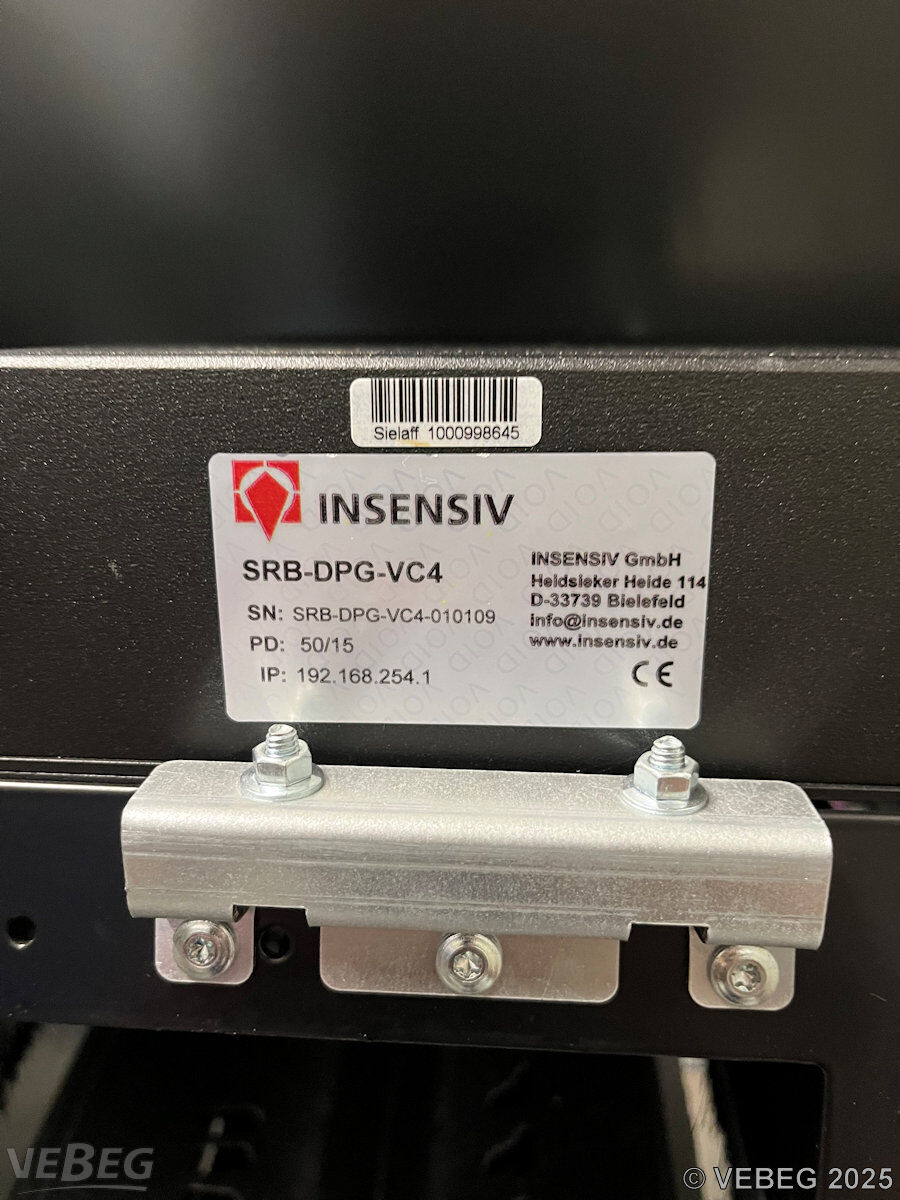 Sielaff 1000998645
INSENSIV
SRB-DPG-VC4
SN: SRB-DPG-VC4-010109
PD: 50/15
IP: 192.168.254.1
INSENSIV GmbH
Heidsieker Heide 114
D-33739 Bielefeld
info@insensiv.de
www.insensiv.de
CE
VOID
VEBEG
© VEBEG 2025